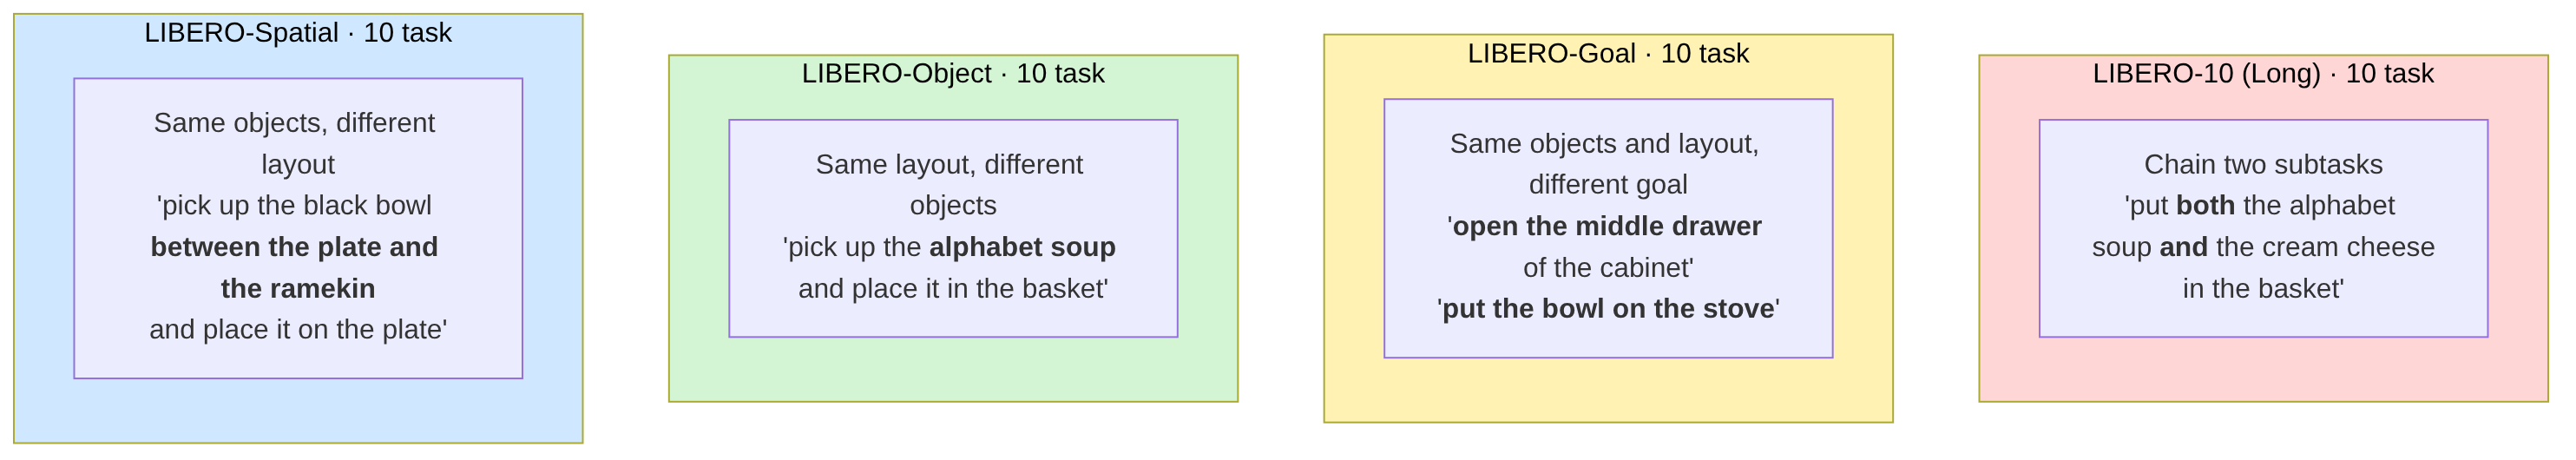 LIBERO-Spatial · 10 task
Same objects, different
layout
'pick up the black bowl
between the plate and
the ramekin
and place it on the plate'
LIBERO-Object · 10 task
Same layout, different
objects
'pick up the alphabet soup
and place it in the basket'
LIBERO-Goal · 10 task
Same objects and layout,
different goal
'open the middle drawer
of the cabinet'
'put the bowl on the stove'
LIBERO-10 (Long) · 10 task
Chain two subtasks
'put both the alphabet
soup and the cream cheese
in the basket'